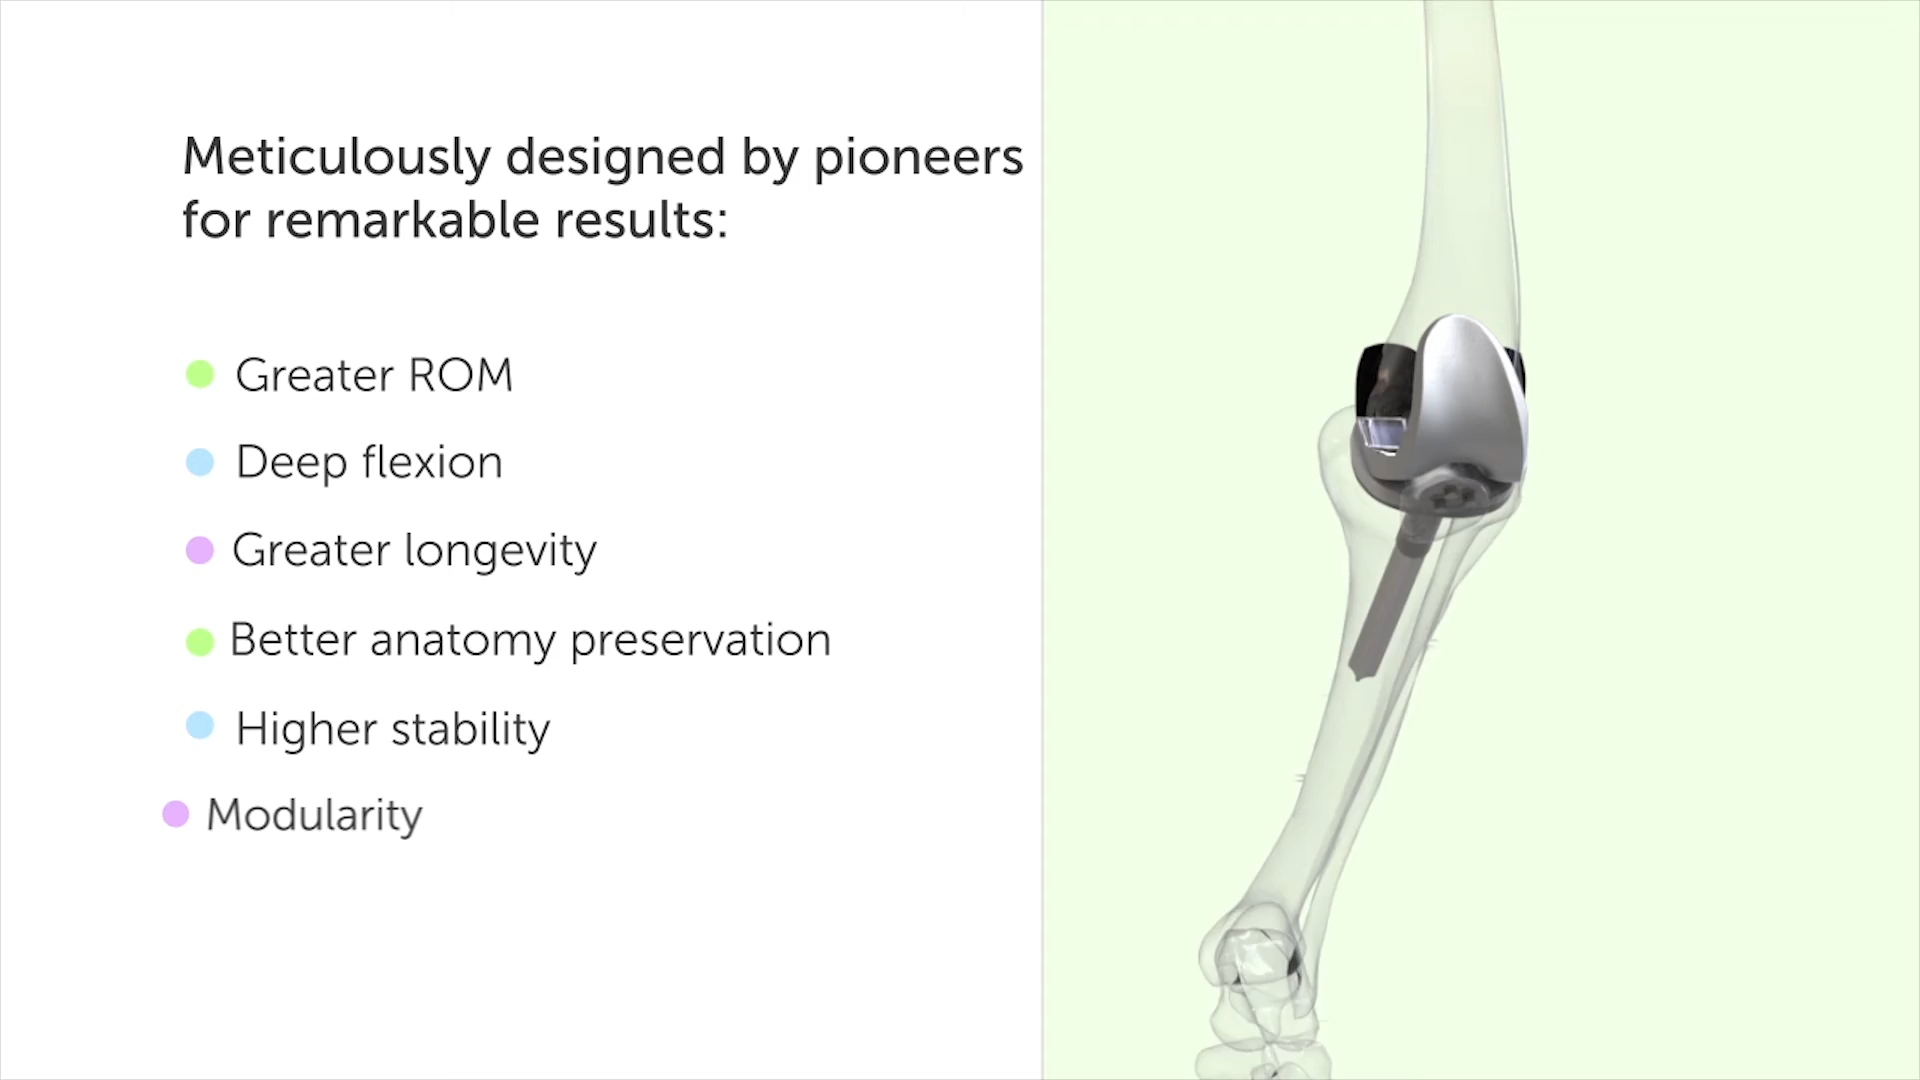 Meticulously designed by pioneers
for remarkable results:
Greater ROM
Deep flexion
Greater longevity
Better anatomy preservation
Higher stability
Modularity